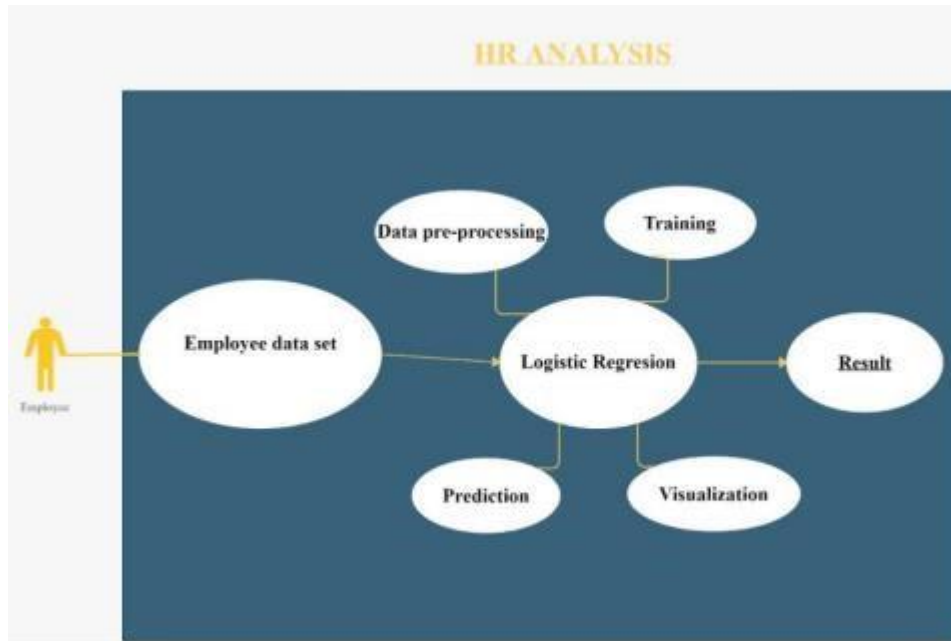 HR ANALYSIS
Data pre-processing
Training
Employee data set
Logistic Regresion
Result
Employee
Prediction
Visualization